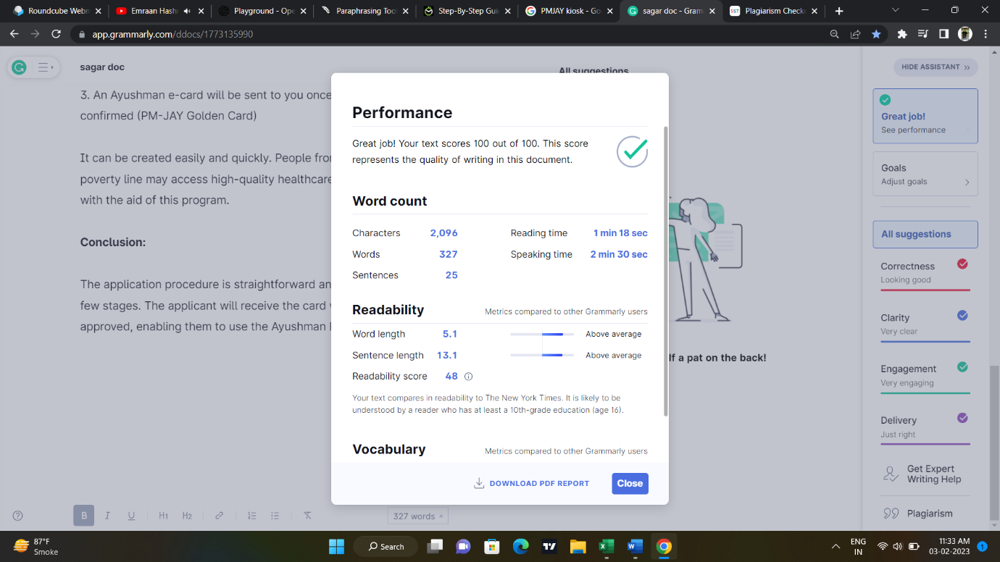 Roundcube Webm
Emraan Hash
Playground - Ope
Paraphrasing Tool
Step-By-Step Gui
PMJAY kiosk - Go
sagar doc - Gram
Plagiarism Check
app.grammarly.com/ddocs/1773135990
sagar doc
All suggestions
HIDE ASSISTANT
3. An Ayushman e-card will be sent to you once
confirmed (PM-JAY Golden Card)
It can be created easily and quickly. People fro
poverty line may access high-quality healthcare
with the aid of this program.
Conclusion:
The application procedure is straightforward an
few stages. The applicant will receive the card
approved, enabling them to use the Ayushman
Performance
Great job! Your text scores 100 out of 100. This score
represents the quality of writing in this document.
Word count
Characters 2,096 Reading time 1 min 18 sec
Words 327 Speaking time 2 min 30 sec
Sentences 25
Readability Metrics compared to other Grammarly users
Word length 5.1 Above average
Sentence length 13.1 Above average
Readability score 48
Your text compares in readability to The New York Times. It is likely to be
understood by a reader who has at least a 10th-grade education (age 16).
Vocabulary Metrics compared to other Grammarly users
DOWNLOAD PDF REPORT Close
lf a pat on the back!
Great job!
See performance
Goals
Adjust goals
All suggestions
Correctness
Looking good
Clarity
Very clear
Engagement
Very engaging
Delivery
Just right
Get Expert
Writing Help
Plagiarism
B I U H1 H2 327 words
87°F
Smoke
Search
ENG
IN
11:33 AM
03-02-2023
1